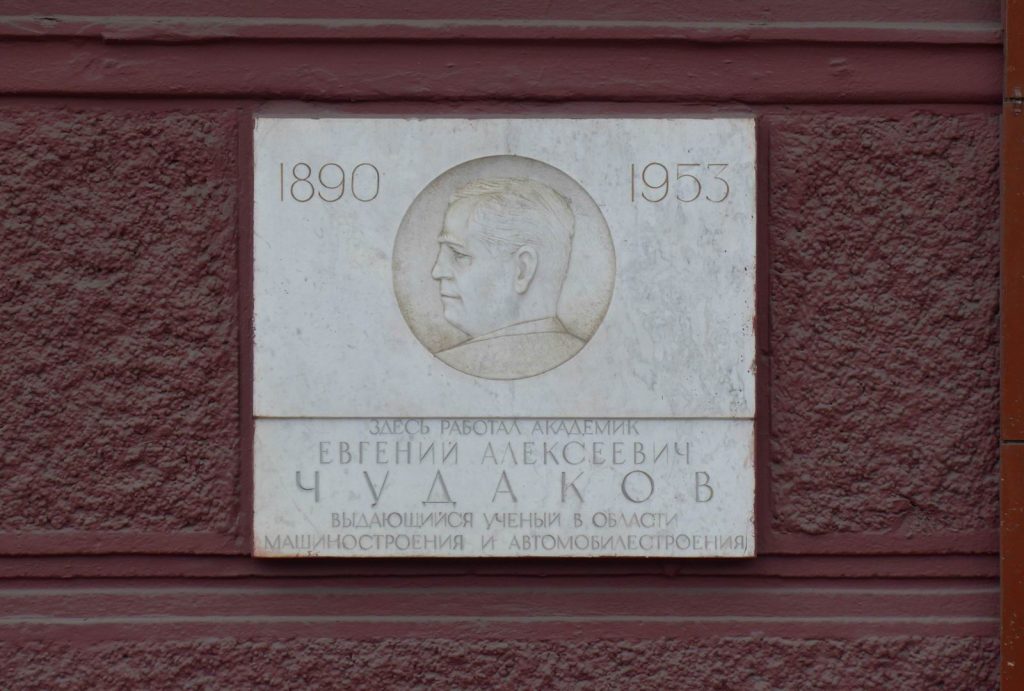 1890 1953
ЗДЕСЬ РАБОТАЛ АКАДЕМИК
ЕВГЕНИЙ АЛЕКСЕЕВИЧ
ЧУДАКОВ
ВЫДАЮЩИЙСЯ УЧЕНЫЙ В ОБЛАСТИ
МАШИНОСТРОЕНИЯ И АВТОМОБИЛЕСТРОЕНИЯ